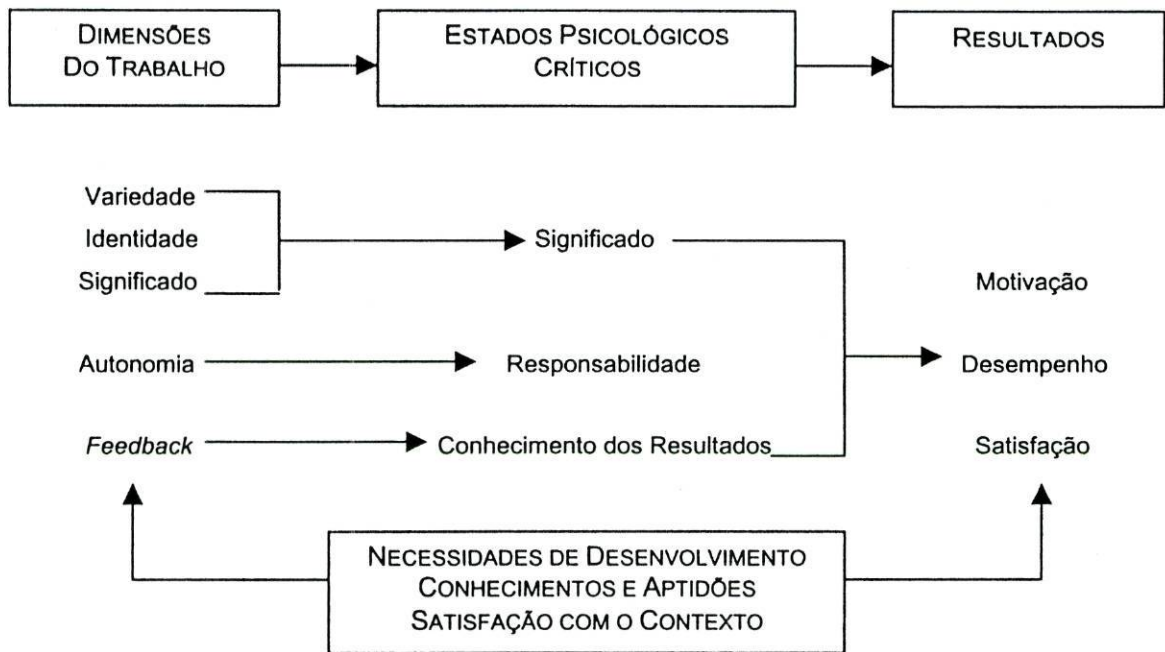 DIMENSÕES
DO TRABALHO
ESTADOS PSICOLÓGICOS
CRÍTICOS
RESULTADOS
Variedade
Identidade
Significado
Significado
Motivação
Autonomia
Responsabilidade
Desempenho
Feedback
Conhecimento dos Resultados
Satisfação
NECESSIDADES DE DESENVOLVIMENTO
CONHECIMENTOS E APTIDÕES
SATISFAÇÃO COM O CONTEXTO